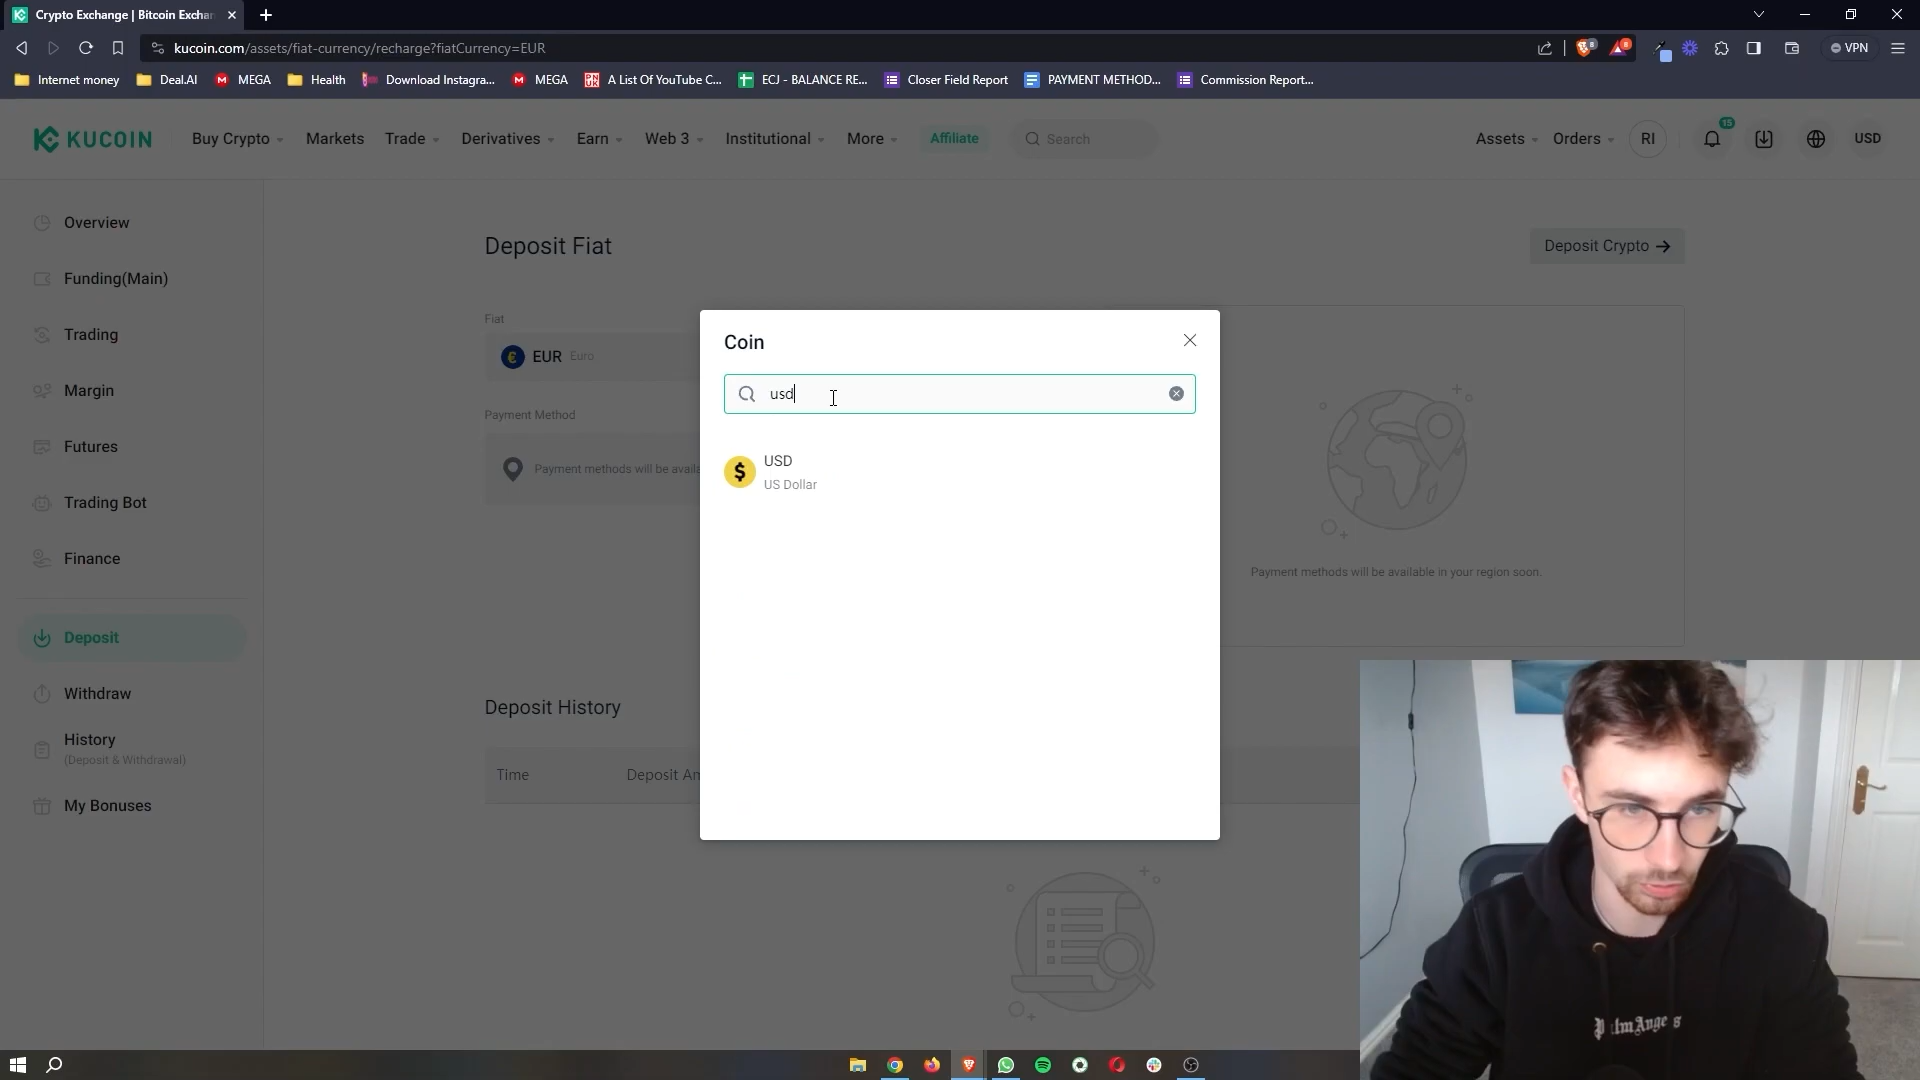 Crypto Exchange | Bitcoin Exchan
kucoin.com/assets/fiat-currency/recharge?fiatCurrency=EUR
VPN
Internet money
Deal.AI
MEGA
Health
Download Instagra...
MEGA
A List Of YouTube C...
ECJ - BALANCE RE...
Closer Field Report
PAYMENT METHOD...
Commission Report...
KUCOIN
Buy Crypto
Markets
Trade
Derivatives
Earn
Web 3
Institutional
More
Affiliate
Search
Assets
Orders
RI
15
USD
Overview
Funding(Main)
Trading
Margin
Futures
Trading Bot
Finance
Deposit
Withdraw
History
(Deposit & Withdrawal)
My Bonuses
Deposit Fiat
Deposit Crypto →
Fiat
EUR Euro
Payment Method
Payment methods will be availa
Coin
usd
USD
US Dollar
Payment methods will be available in your region soon.
Deposit History
Time
Deposit Am